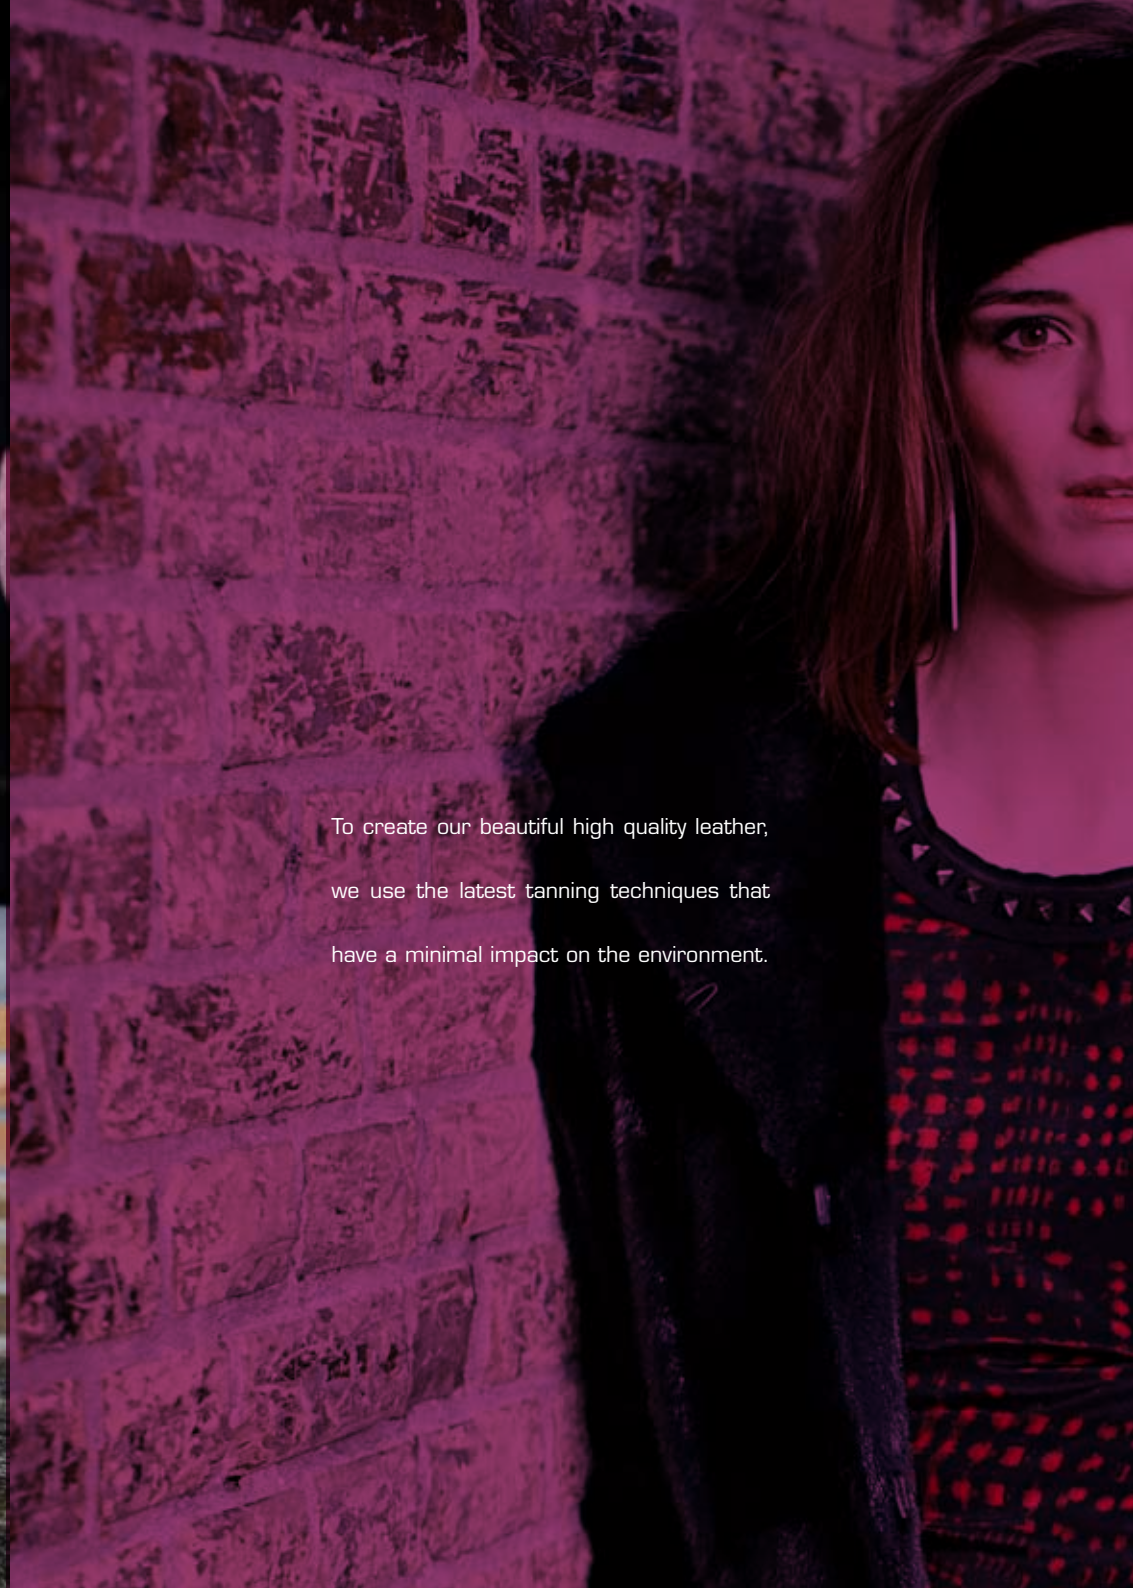 To create our beautiful high quality leather,
we use the latest tanning techniques that
have a minimal impact on the environment.